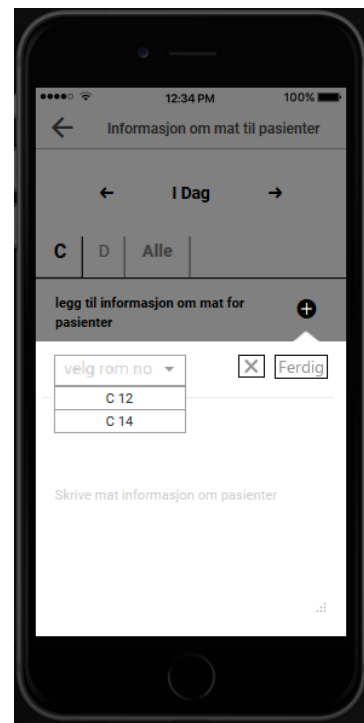 12:34 PM 100%
Informasjon om mat til pasienter
I Dag
C D Alle
legg til informasjon om mat for
pasienter
velg rom no Ferdig
C 12
C 14
Skrive mat informasjon om pasienter